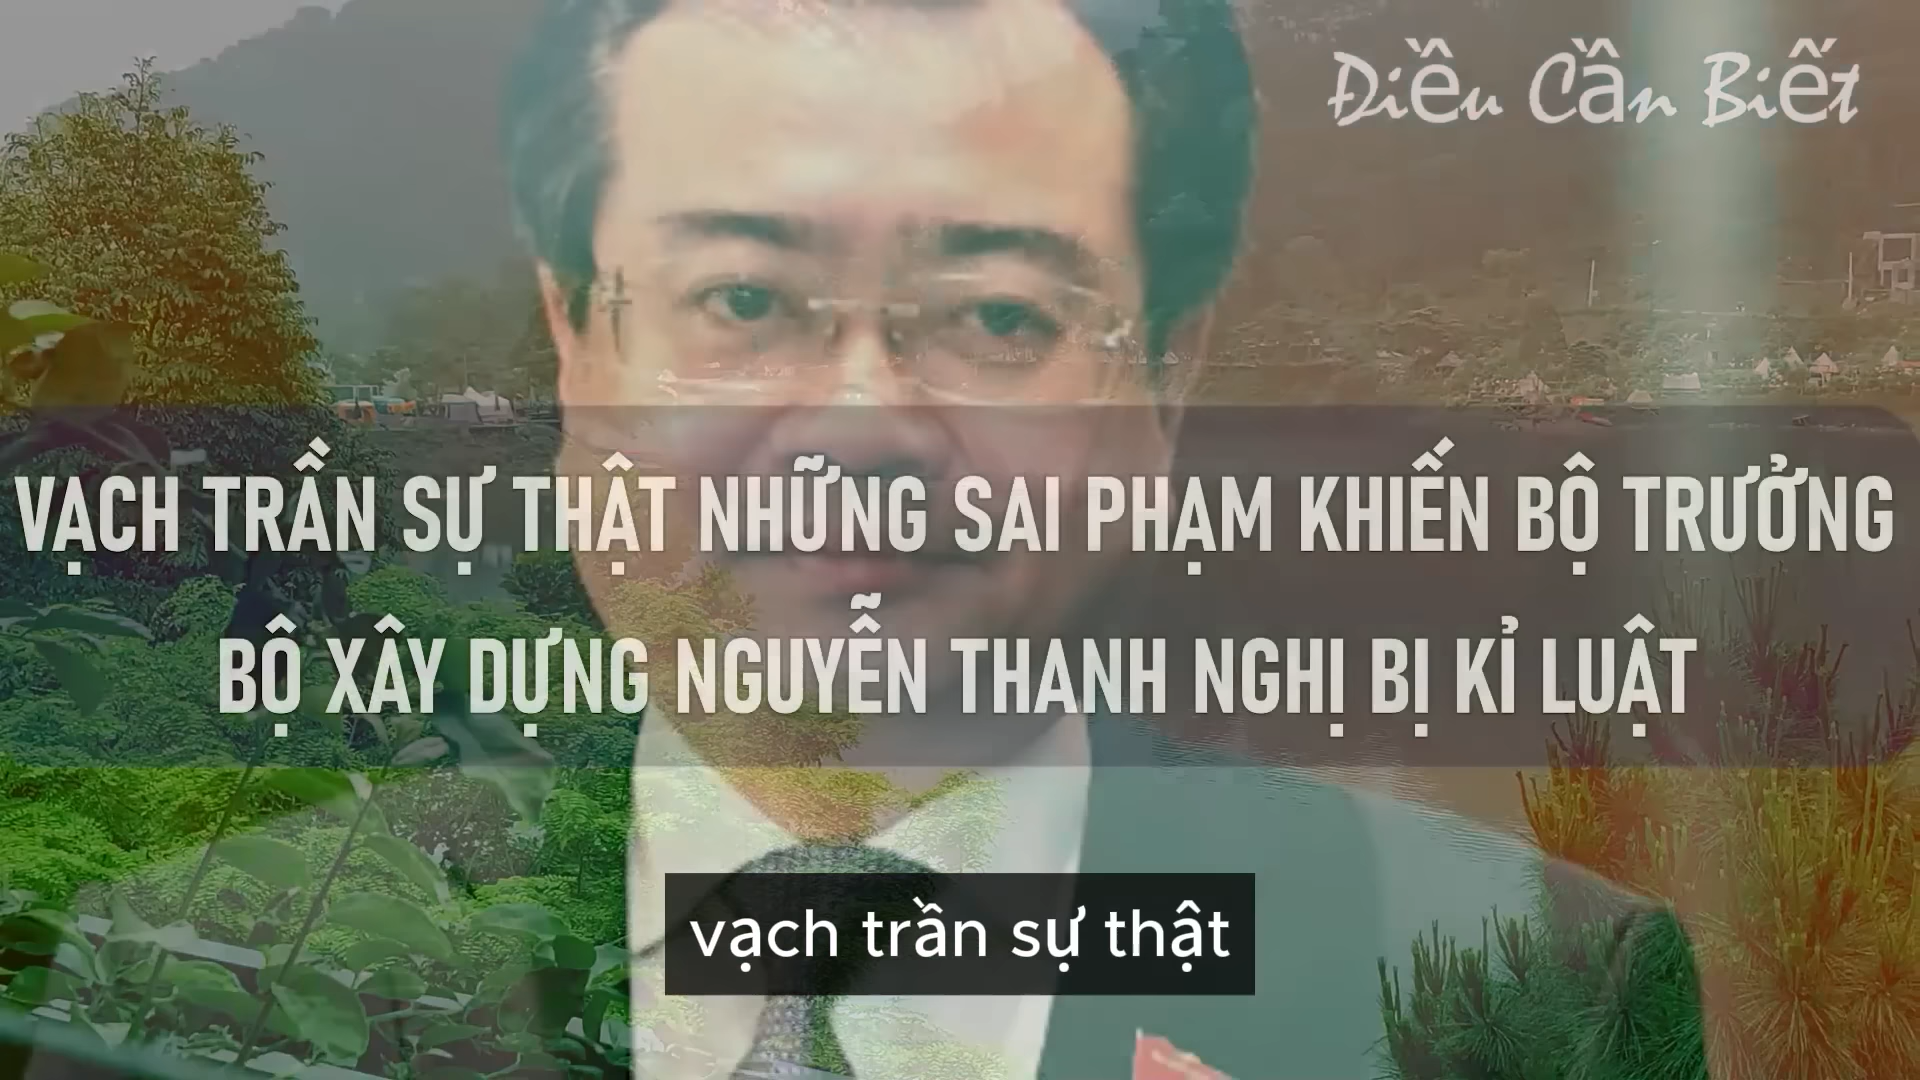 Điều Cần Biết
VẠCH TRẦN SỰ THẬT NHỮNG SAI PHẠM KHIẾN BỘ TRƯỞNG
BỘ XÂY DỰNG NGUYỄN THANH NGHỊ BỊ KỈ LUẬT
vạch trần sự thật